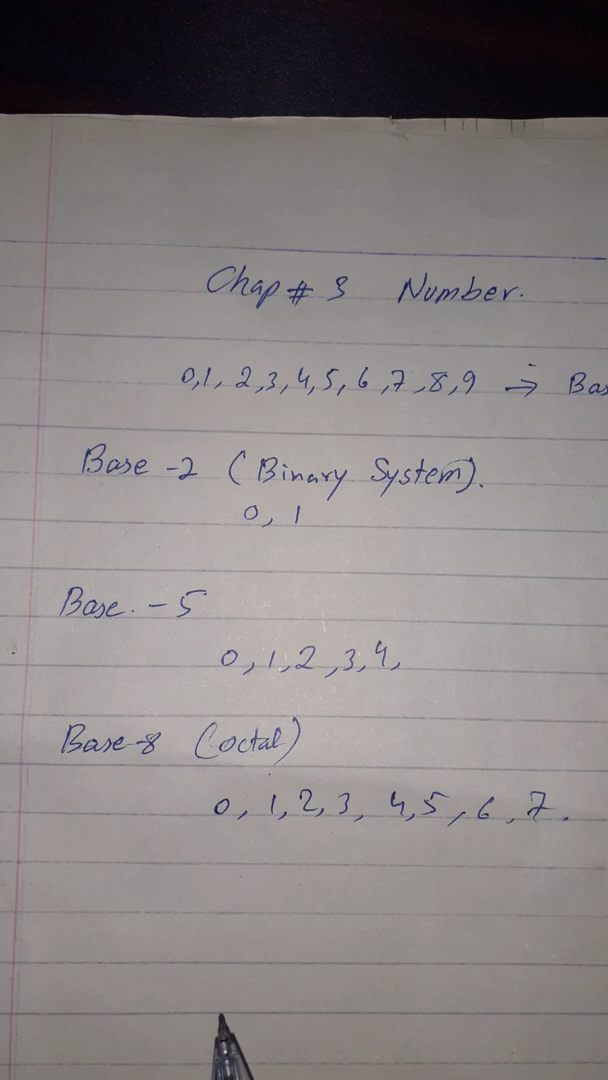 Chap # 3 Number.
0,1, 2,3,4,5,6,7,8,9 ⇒ Bas
Base -2 (Binary System).
0, 1
Base. - 5
0,1,2,3,4,
Base-8 (octal)
0, 1,2,3, 4,5, 6,7.